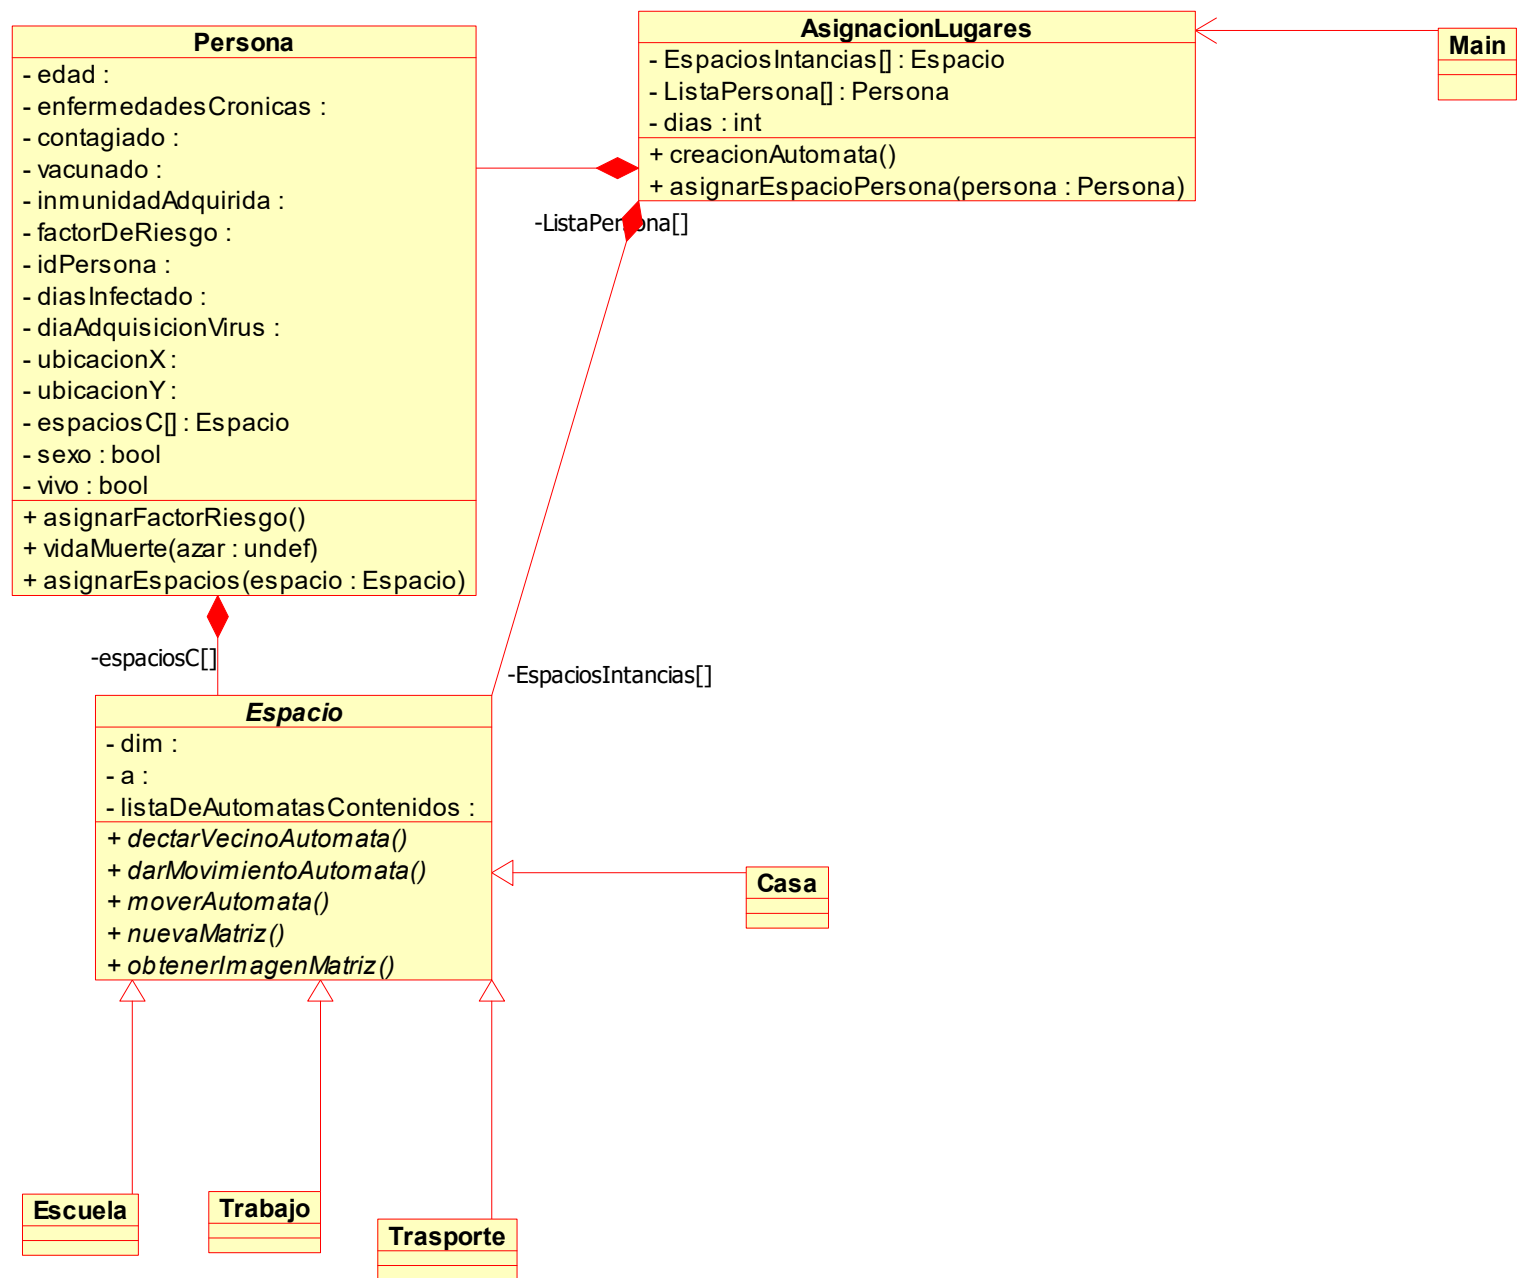 Persona
- edad :
- enfermedadesCronicas :
- contagiado :
- vacunado :
- inmunidadAdquirida :
- factorDeRiesgo :
- idPersona :
- diasInfectado :
- diaAdquisicionVirus :
- ubicacionX :
- ubicacionY :
- espaciosC[] : Espacio
- sexo : bool
- vivo : bool
+ asignarFactorRiesgo()
+ vidaMuerte(azar : undef)
+ asignarEspacios(espacio : Espacio)
AsignacionLugares
- EspaciosIntancias[] : Espacio
- ListaPersona[] : Persona
- dias : int
+ creacionAutomata()
+ asignarEspacioPersona(persona : Persona)
Main
-ListaPersona[]
-espaciosC[]
-EspaciosIntancias[]
Espacio
- dim :
- a :
- listaDeAutomatasContenidos :
+ dectarVecinoAutomata()
+ darMovimientoAutomata()
+ moverAutomata()
+ nuevaMatriz()
+ obtenerImagenMatriz()
Casa
Escuela
Trabajo
Trasporte